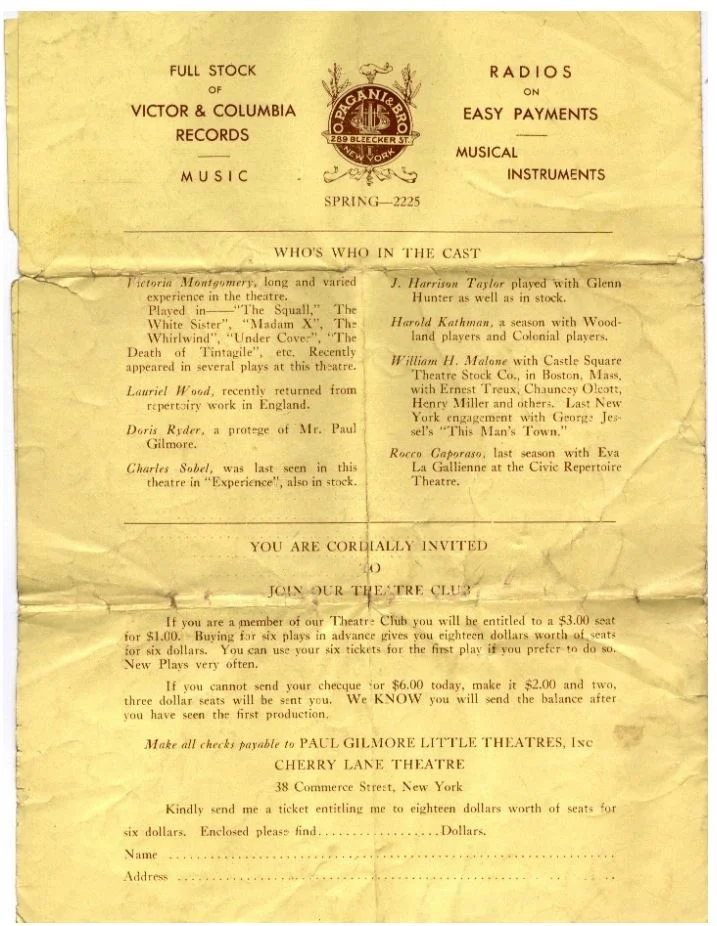 FULL STOCK
OF
VICTOR & COLUMBIA
RECORDS
MUSIC
O. PAGANI & BRO
289 BLEECKER ST.
NEW YORK
SPRING—2225
RADIOS
ON
EASY PAYMENTS
MUSICAL
INSTRUMENTS
WHO'S WHO IN THE CAST
Victoria Montgomery, long and varied
experience in the theatre.
Played in——"The Squall," The
White Sister", "Madam X", The
Whirlwind", "Under Cover", "The
Death of Tintagile", etc. Recently
appeared in several plays at this theatre.
Lauriel Wood, recently returned from
repertoiry work in England.
Doris Ryder, a protege of Mr. Paul
Gilmore.
Charles Sobel, was last seen in this
theatre in "Experience", also in stock.
J. Harrison Taylor played with Glenn
Hunter as well as in stock.
Harold Kathman, a season with Wood-
land players and Colonial players.
William H. Malone with Castle Square
Theatre Stock Co., in Boston, Mass,
with Ernest Treux, Chauncey Olcott,
Henry Miller and others. Last New
York engagement with George Jes-
sel's "This Man's Town."
Rocco Caporaso, last season with Eva
La Gallienne at the Civic Repertoire
Theatre.
YOU ARE CORDIALLY INVITED
TO
JOIN OUR THEATRE CLUB
If you are a member of our Theatre Club you will be entitled to a $3.00 seat
for $1.00. Buying for six plays in advance gives you eighteen dollars worth of seats
for six dollars. You can use your six tickets for the first play if you prefer to do so.
New Plays very often.
If you cannot send your checque for $6.00 today, make it $2.00 and two,
three dollar seats will be sent you. We KNOW you will send the balance after
you have seen the first production.
Make all checks payable to PAUL GILMORE LITTLE THEATRES, Inc
CHERRY LANE THEATRE
38 Commerce Street, New York
Kindly send me a ticket entitling me to eighteen dollars worth of seats for
six dollars. Enclosed please find..................Dollars.
Name ..................................................................
Address ..................................................................